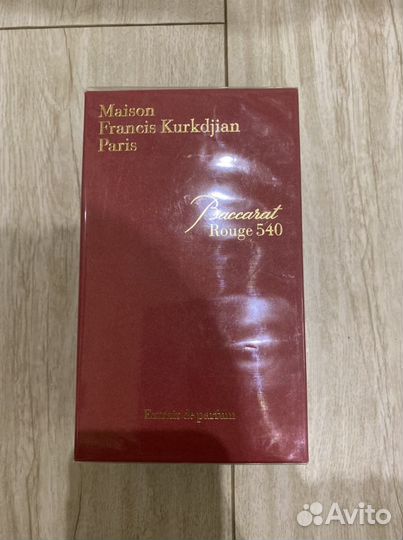 Maison
Francis Kurkdjian
Paris
Baccarat
Rouge 540
Extrait de parfum
Avito